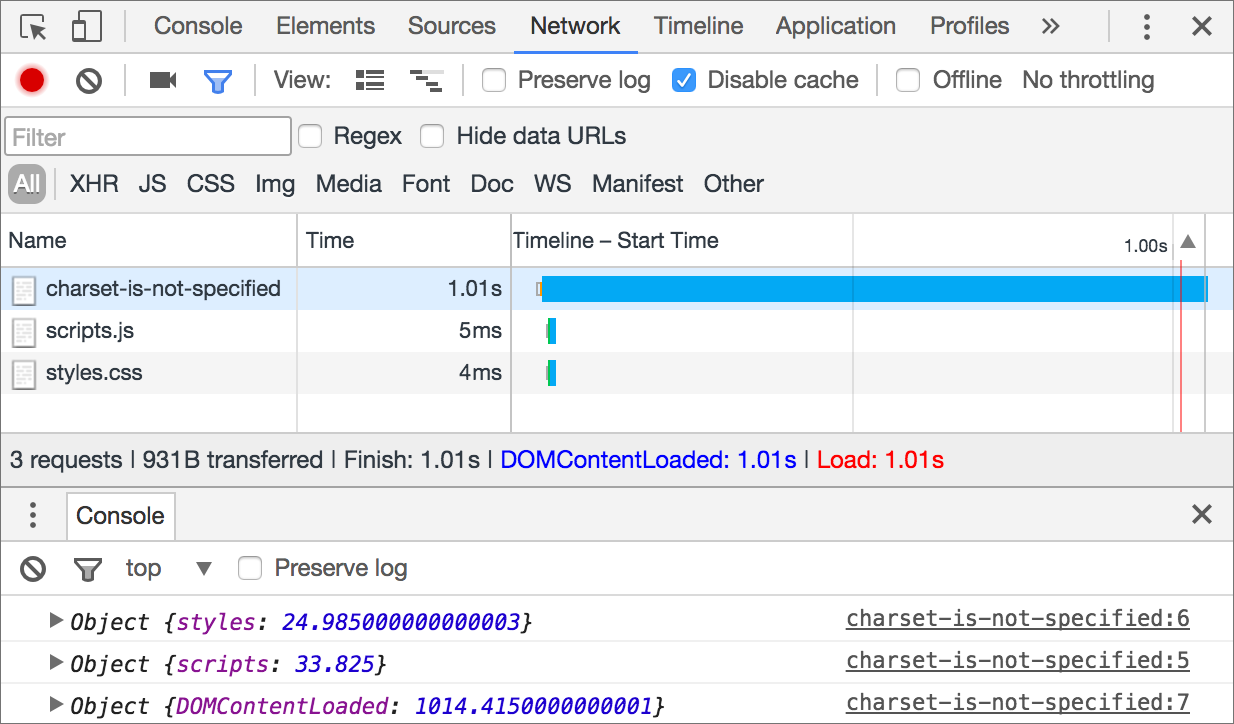 Console Elements Sources Network Timeline Application Profiles »
View: Preserve log Disable cache Offline No throttling
Filter Regex Hide data URLs
All XHR JS CSS Img Media Font Doc WS Manifest Other
Name Time Timeline – Start Time 1.00s
charset-is-not-specified 1.01s
scripts.js 5ms
styles.css 4ms
3 requests | 931B transferred | Finish: 1.01s | DOMContentLoaded: 1.01s | Load: 1.01s
Console
top Preserve log
Object {styles: 24.985000000000003} charset-is-not-specified:6
Object {scripts: 33.825} charset-is-not-specified:5
Object {DOMContentLoaded: 1014.4150000000001} charset-is-not-specified:7